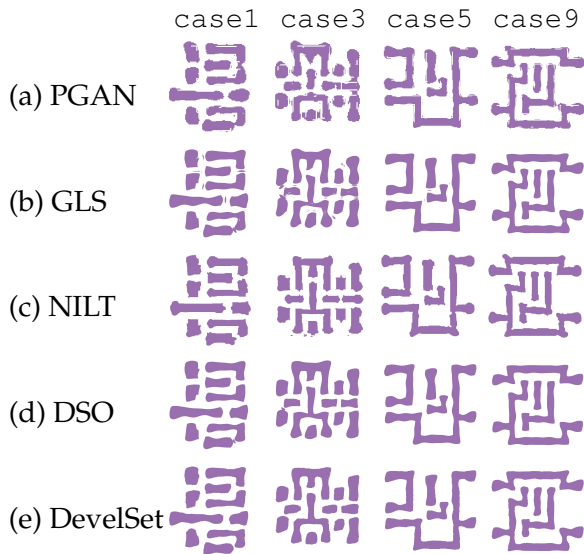 case1 case3 case5 case9
(a) PGAN
(b) GLS
(c) NILT
(d) DSO
(e) DevelSet